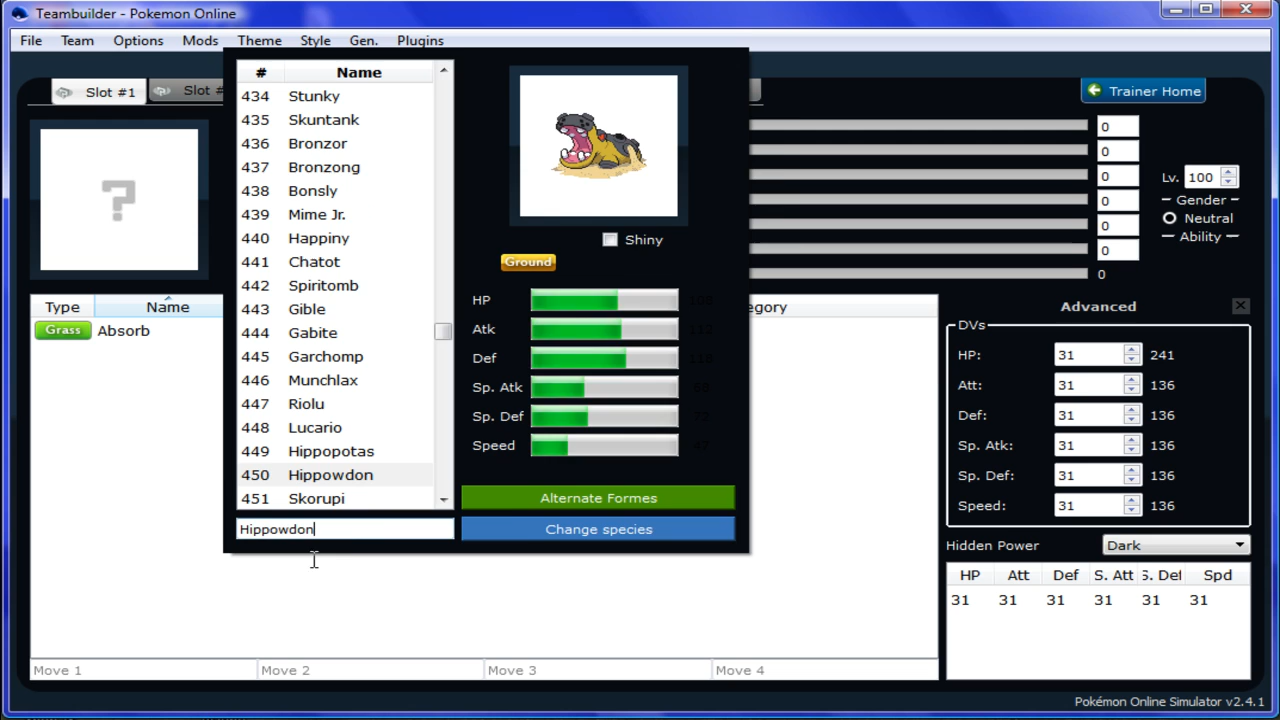 Teambuilder - Pokemon Online
File Team Options Mods Theme Style Gen. Plugins
Slot #1
Slot #
Trainer Home
# Name
434 Stunky
435 Skuntank
436 Bronzor
437 Bronzong
438 Bonsly
439 Mime Jr.
440 Happiny
441 Chatot
442 Spiritomb
443 Gible
444 Gabite
445 Garchomp
446 Munchlax
447 Riolu
448 Lucario
449 Hippopotas
450 Hippowdon
451 Skorupi
Hippowdon
?
Shiny
Ground
HP 108
Atk 112
Def 118
Sp. Atk 68
Sp. Def 72
Speed 47
Alternate Formes
Change species
0
0
0
0
0
0
0
Lv. 100
Gender
Neutral
Ability
Type Name
egory
Grass Absorb
Advanced
DVs
HP: 31 241
Att: 31 136
Def: 31 136
Sp. Atk: 31 136
Sp. Def: 31 136
Speed: 31 136
Hidden Power Dark
HP Att Def S. Att S. Def Spd
31 31 31 31 31 31
Move 1 Move 2 Move 3 Move 4
Pokémon Online Simulator v2.4.1